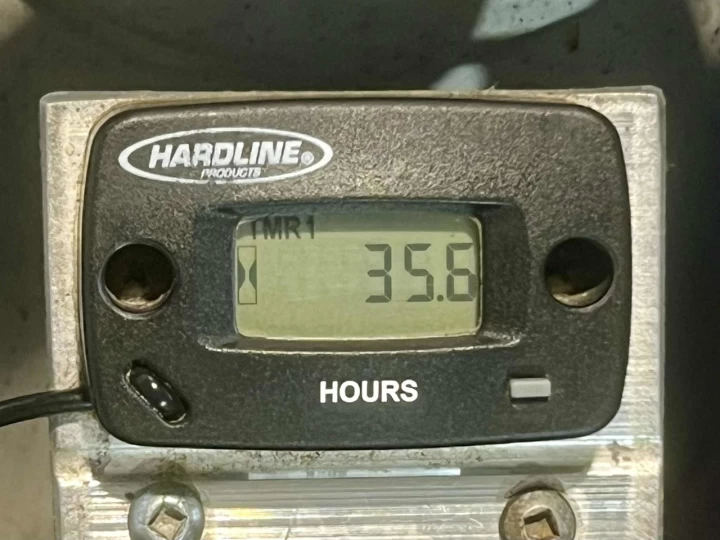 HARDLINE®
PRODUCTS
TMR1
35.6
HOURS